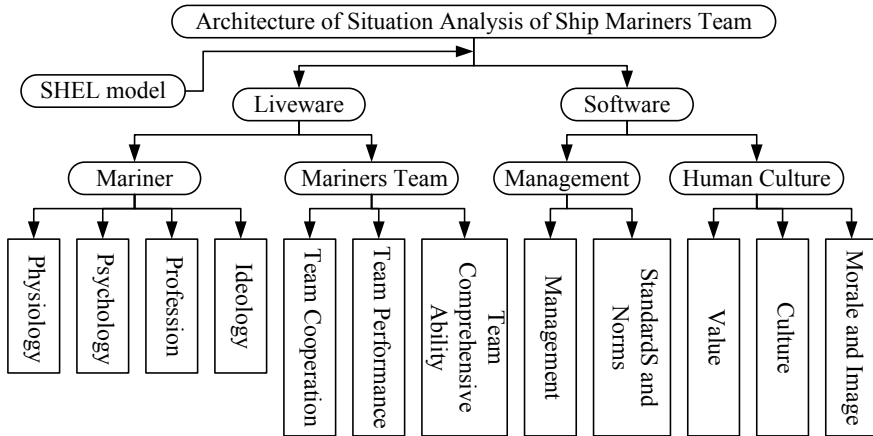 Architecture of Situation Analysis of Ship Mariners Team
SHEL model
Liveware
Software
Mariner
Mariners Team
Management
Human Culture
Physiology
Psychology
Profession
Ideology
Team Cooperation
Team Performance
Team
Comprehensive
Ability
Management
StandardS and
Norms
Value
Culture
Morale and Image